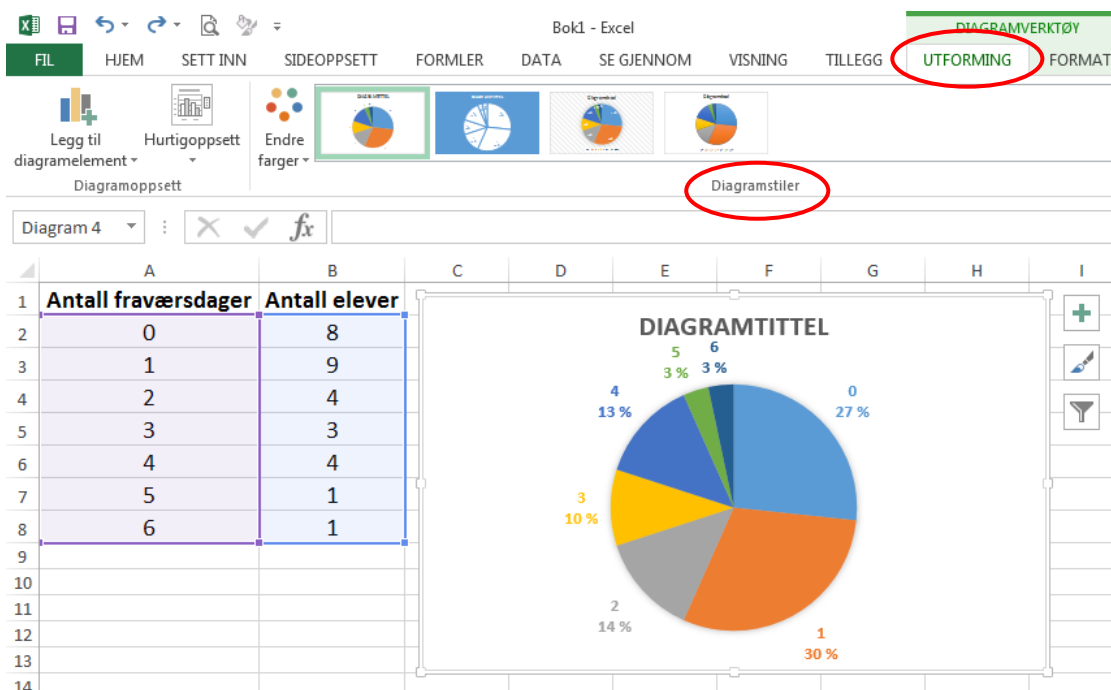 Bok1 - Excel
DIAGRAMVERKTØY
FIL HJEM SETT INN SIDEOPPSETT FORMLER DATA SE GJENNOM VISNING TILLEGG UTFORMING FORMAT
Legg til diagramelement
Hurtigoppsett
Endre farger
Diagramoppsett
Diagramstiler
Diagram 4
fx
A B C D E F G H I
1 Antall fraværsdager Antall elever
2 0 8
3 1 9
4 2 4
5 3 3
6 4 4
7 5 1
8 6 1
9
10
11
12
13
14
DIAGRAMTITTEL
0
27 %
1
30 %
2
14 %
3
10 %
4
13 %
5
3 %
6
3 %